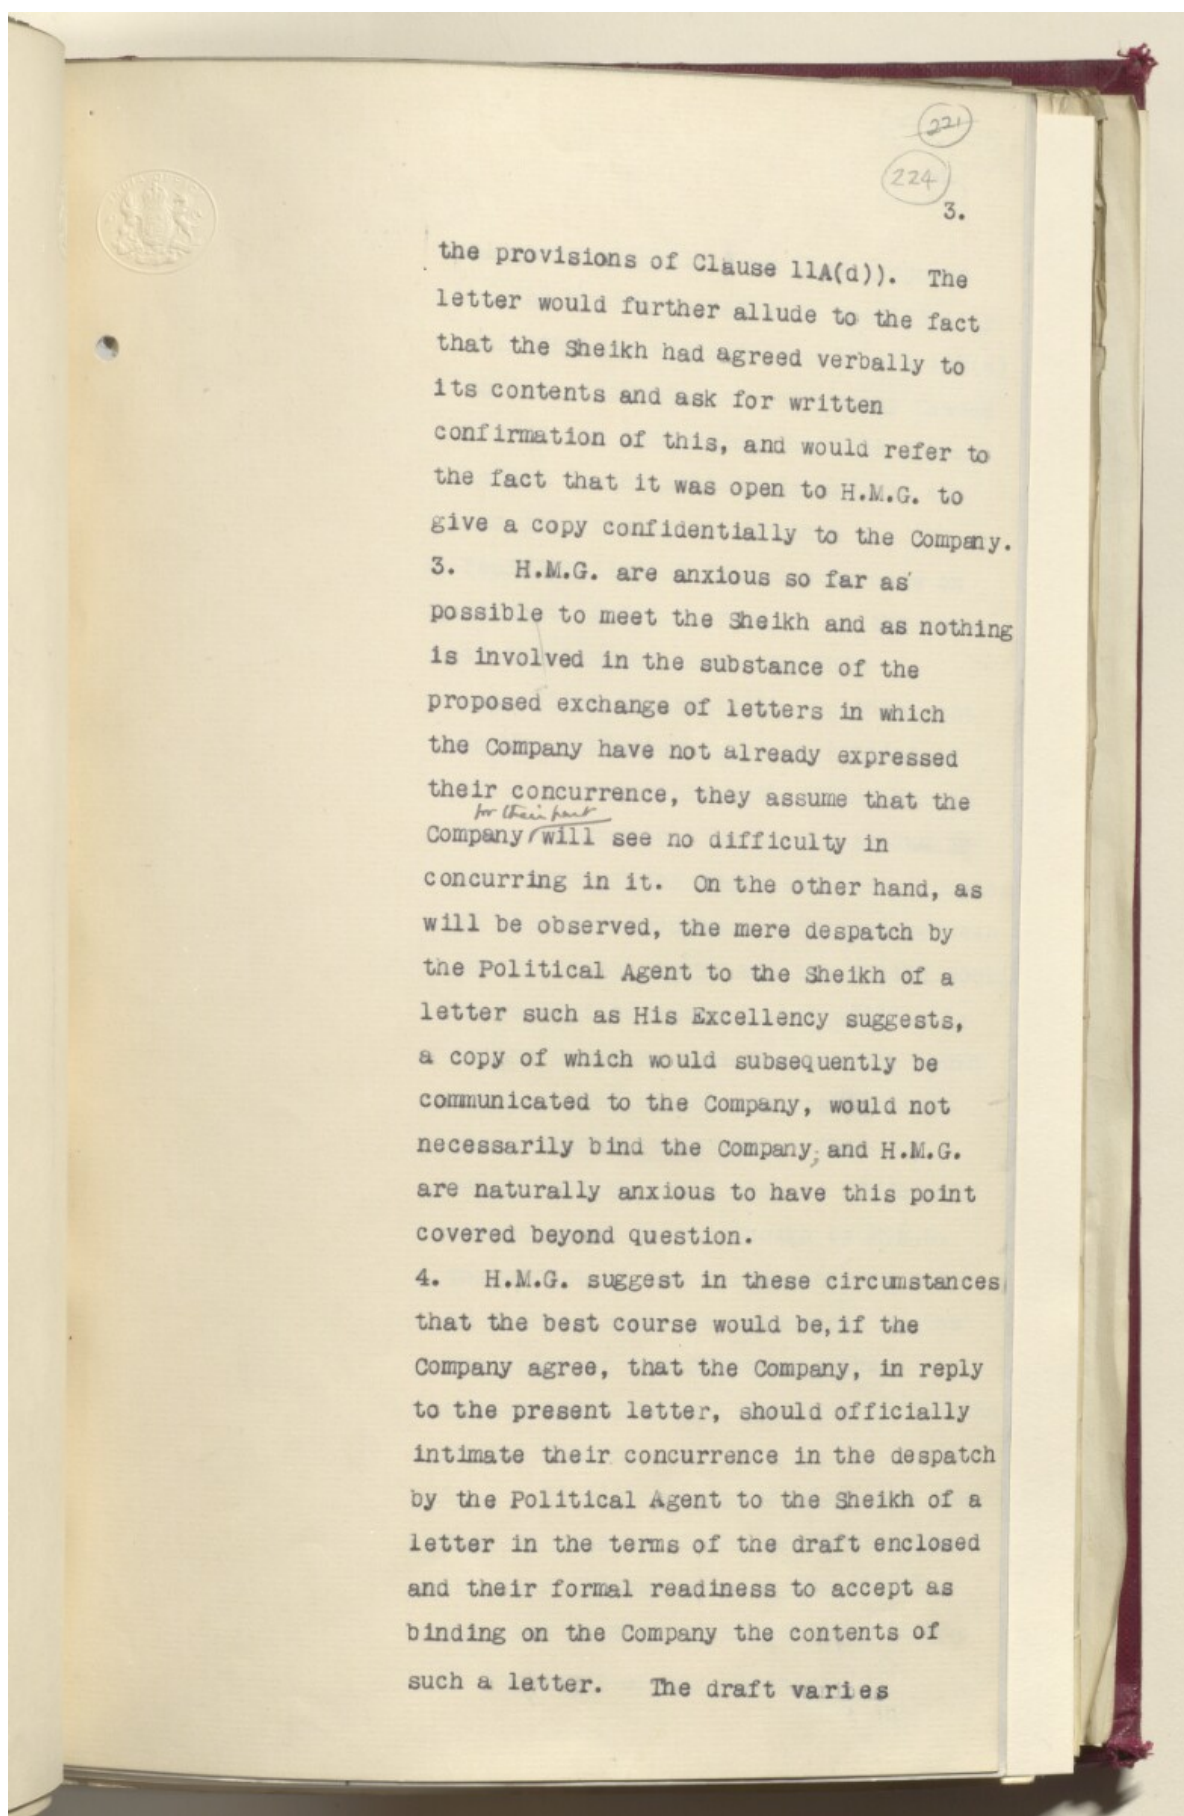 221
224
3.
the provisions of Clause 11A(d)). The
letter would further allude to the fact
that the Sheikh had agreed verbally to
its contents and ask for written
confirmation of this, and would refer to
the fact that it was open to H.M.G. to
give a copy confidentially to the Company.
3. H.M.G. are anxious so far as
possible to meet the Sheikh and as nothing
is involved in the substance of the
proposed exchange of letters in which
the Company have not already expressed
their concurrence, they assume that the
for their part
Company will see no difficulty in
concurring in it. On the other hand, as
will be observed, the mere despatch by
the Political Agent to the Sheikh of a
letter such as His Excellency suggests,
a copy of which would subsequently be
communicated to the Company, would not
necessarily bind the Company; and H.M.G.
are naturally anxious to have this point
covered beyond question.
4. H.M.G. suggest in these circumstances
that the best course would be, if the
Company agree, that the Company, in reply
to the present letter, should officially
intimate their concurrence in the despatch
by the Political Agent to the Sheikh of a
letter in the terms of the draft enclosed
and their formal readiness to accept as
binding on the Company the contents of
such a letter. The draft varies